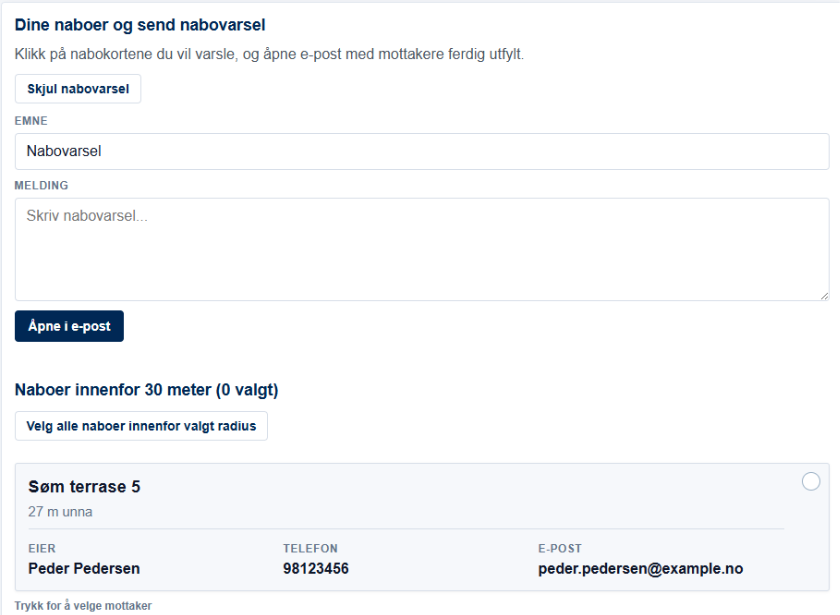 Dine naboer og send nabovarsel
Klikk på nabokortene du vil varsle, og åpne e-post med mottakere ferdig utfylt.
Skjul nabovarsel
EMNE
Nabovarsel
MELDING
Skriv nabovarsel...
Åpne i e-post
Naboer innenfor 30 meter (0 valgt)
Velg alle naboer innenfor valgt radius
Søm terrase 5
27 m unna
EIER TELEFON E-POST
Peder Pedersen 98123456 peder.pedersen@example.no
Trykk for å velge mottaker